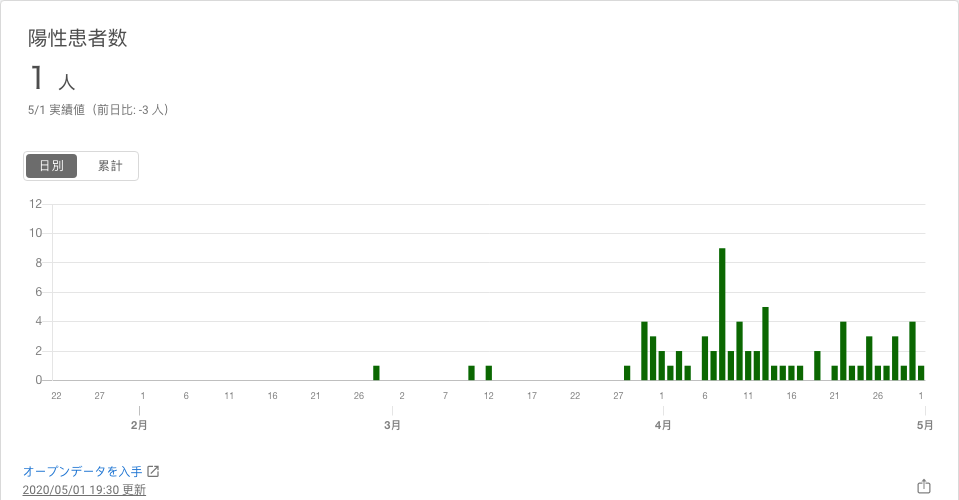 陽性患者数
1 人
5/1 実績値（前日比: -3 人）
日別 累計
12
10
8
6
4
2
0
22 27 1 6 11 16 21 26 2 7 12 17 22 27 1 6 11 16 21 26 1
2月 3月 4月 5月
オープンデータを入手
2020/05/01 19:30 更新